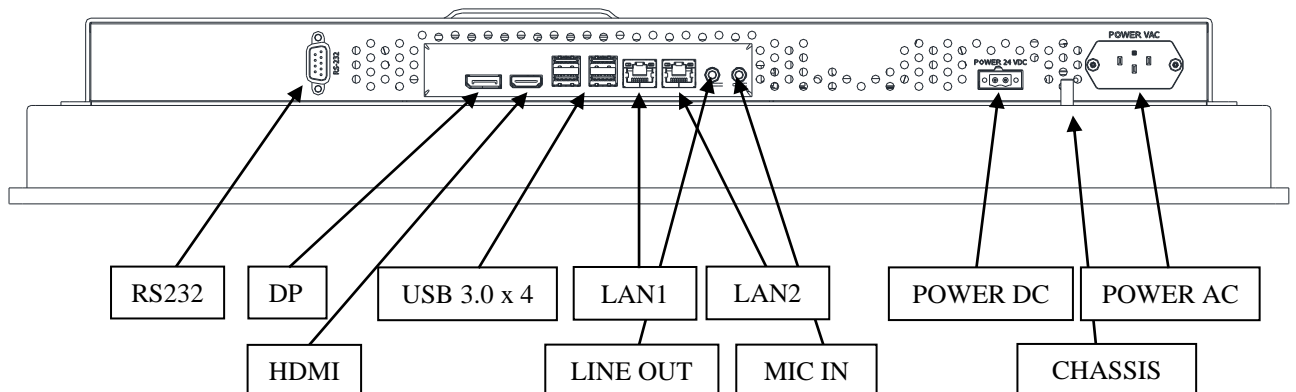 POWER VAC
RS-232
POWER 24 VDC
RS232
DP
USB 3.0 x 4
LAN1
LAN2
POWER DC
POWER AC
HDMI
LINE OUT
MIC IN
CHASSIS